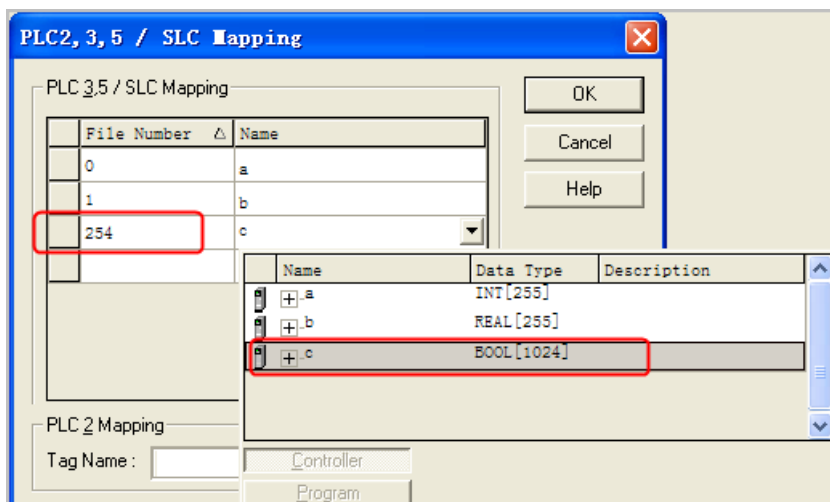 PLC2, 3, 5 / SLC Mapping
PLC 3,5 / SLC Mapping
OK
Cancel
Help
File Number Name
0 a
1 b
254 c
Name Data Type Description
a INT[255]
b REAL[255]
c BOOL[1024]
PLC 2 Mapping
Tag Name :
Controller
Program